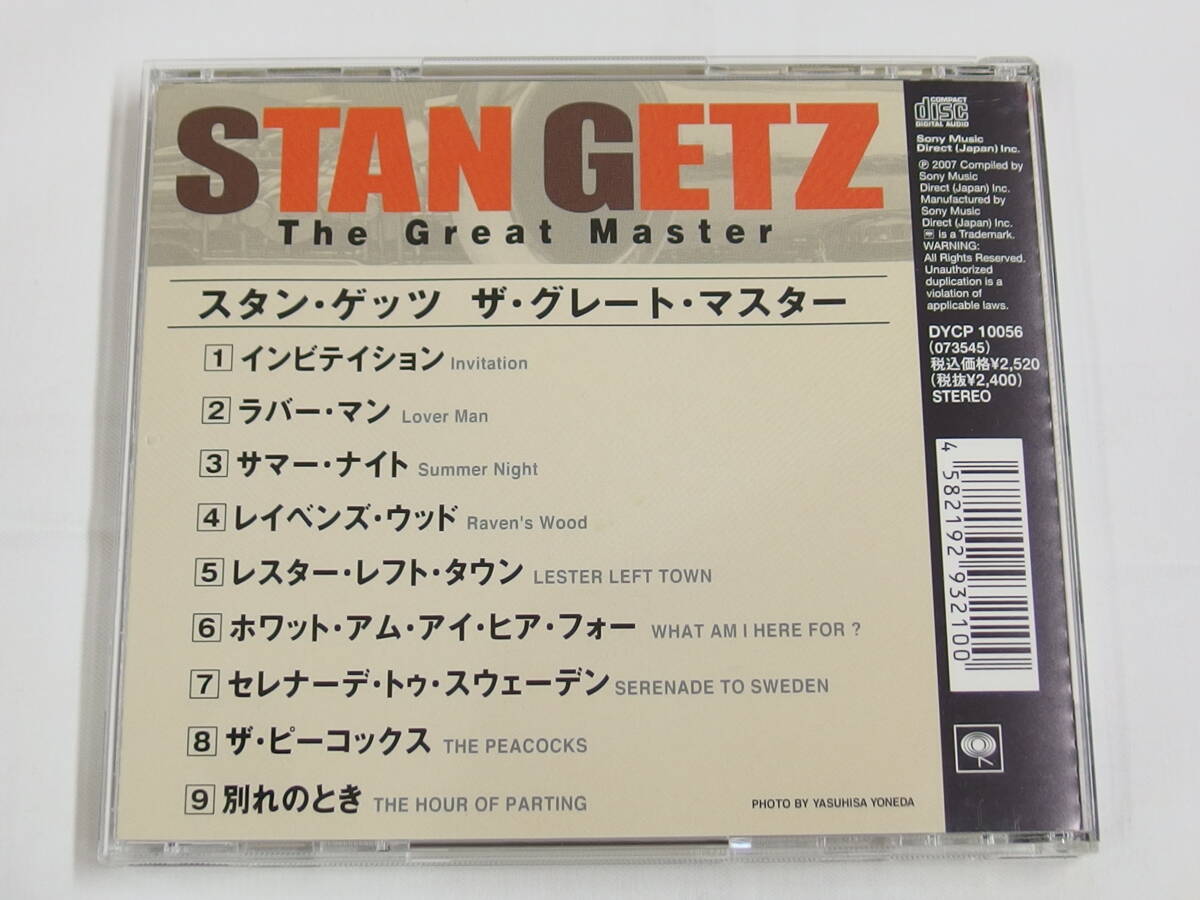 STAN GETZ
The Great Master
スタン・ゲッツ ザ・グレート・マスター
1 インビテイション Invitation
2 ラバー・マン Lover Man
3 サマー・ナイト Summer Night
4 レイベンズ・ウッド Raven's Wood
5 レスター・レフト・タウン LESTER LEFT TOWN
6 ホワット・アム・アイ・ヒア・フォー WHAT AM I HERE FOR ?
7 セレナーデ・トゥ・スウェーデン SERENADE TO SWEDEN
8 ザ・ピーコックス THE PEACOCKS
9 別れのとき THE HOUR OF PARTING
PHOTO BY YASUHISA YONEDA
COMPACT
disc
DIGITAL AUDIO
Sony Music
Direct (Japan) Inc.
℗ 2007 Compiled by
Sony Music
Direct (Japan) Inc.
Manufactured by
Sony Music
Direct (Japan) Inc.
is a Trademark.
WARNING:
All Rights Reserved.
Unauthorized
duplication is a
violation of
applicable laws.
DYCP 10056
(073545)
税込価格¥2,520
(税抜¥2,400)
STEREO
4 582192 932100